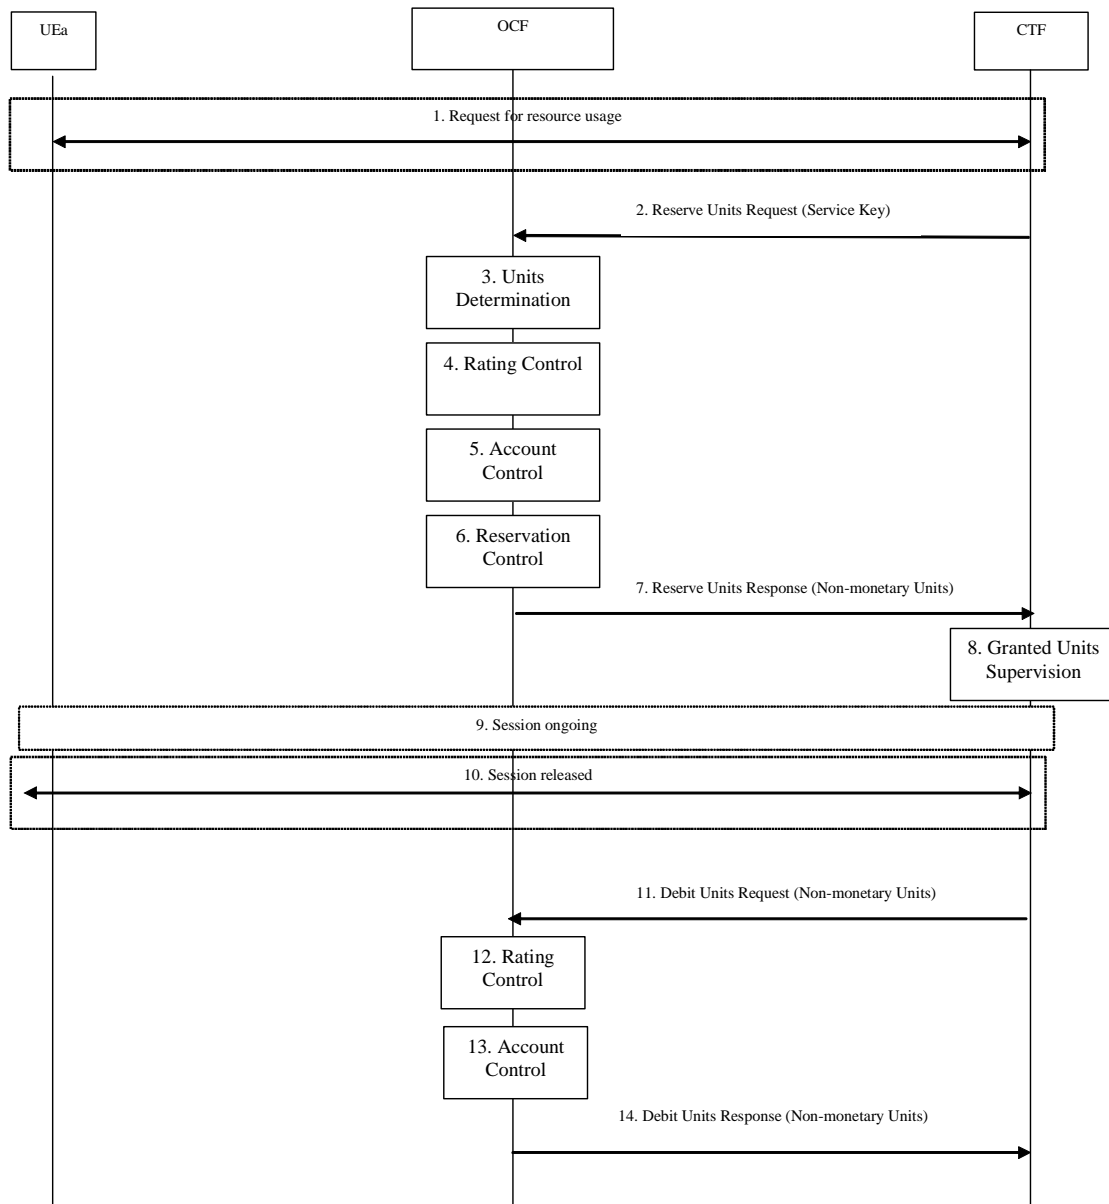 UEa
OCF
CTF
1. Request for resource usage
2. Reserve Units Request (Service Key)
3. Units
Determination
4. Rating Control
5. Account
Control
6. Reservation
Control
7. Reserve Units Response (Non-monetary Units)
8. Granted Units
Supervision
9. Session ongoing
10. Session released
11. Debit Units Request (Non-monetary Units)
12. Rating
Control
13. Account
Control
14. Debit Units Response (Non-monetary Units)